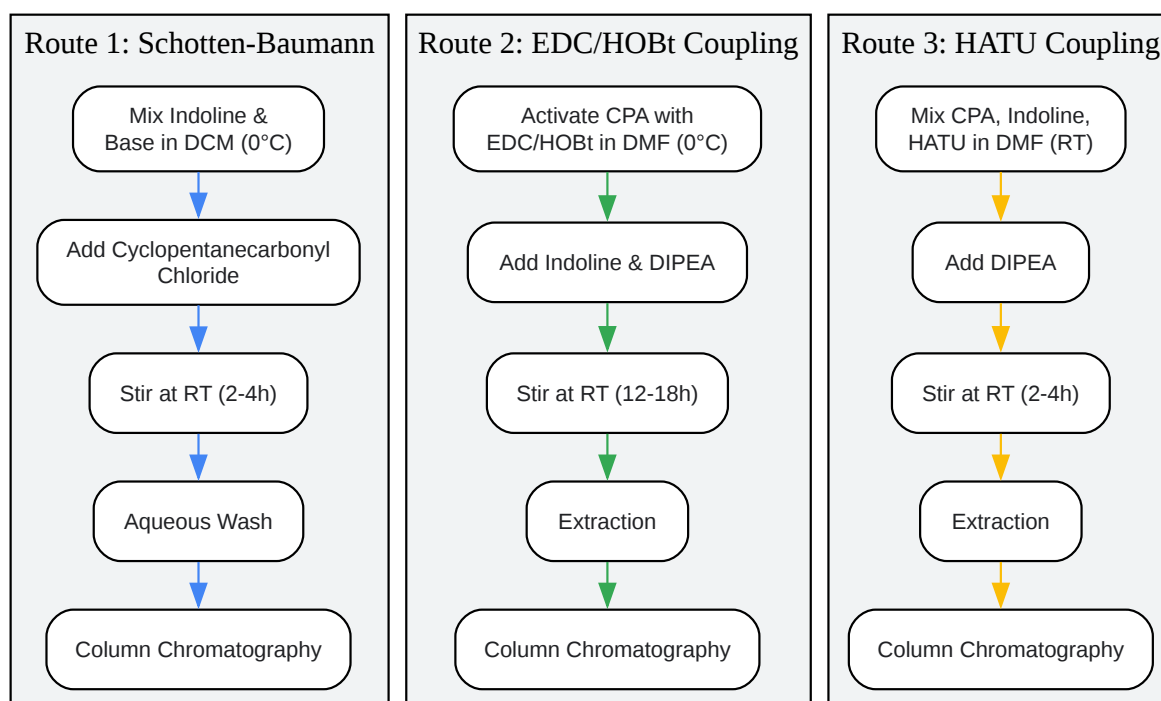 Route 1: Schotten-Baumann
Mix Indoline &
Base in DCM (0°C)
Add Cyclopentanecarbonyl
Chloride
Stir at RT (2-4h)
Aqueous Wash
Column Chromatography
Route 2: EDC/HOBt Coupling
Activate CPA with
EDC/HOBt in DMF (0°C)
Add Indoline & DIPEA
Stir at RT (12-18h)
Extraction
Column Chromatography
Route 3: HATU Coupling
Mix CPA, Indoline,
HATU in DMF (RT)
Add DIPEA
Stir at RT (2-4h)
Extraction
Column Chromatography